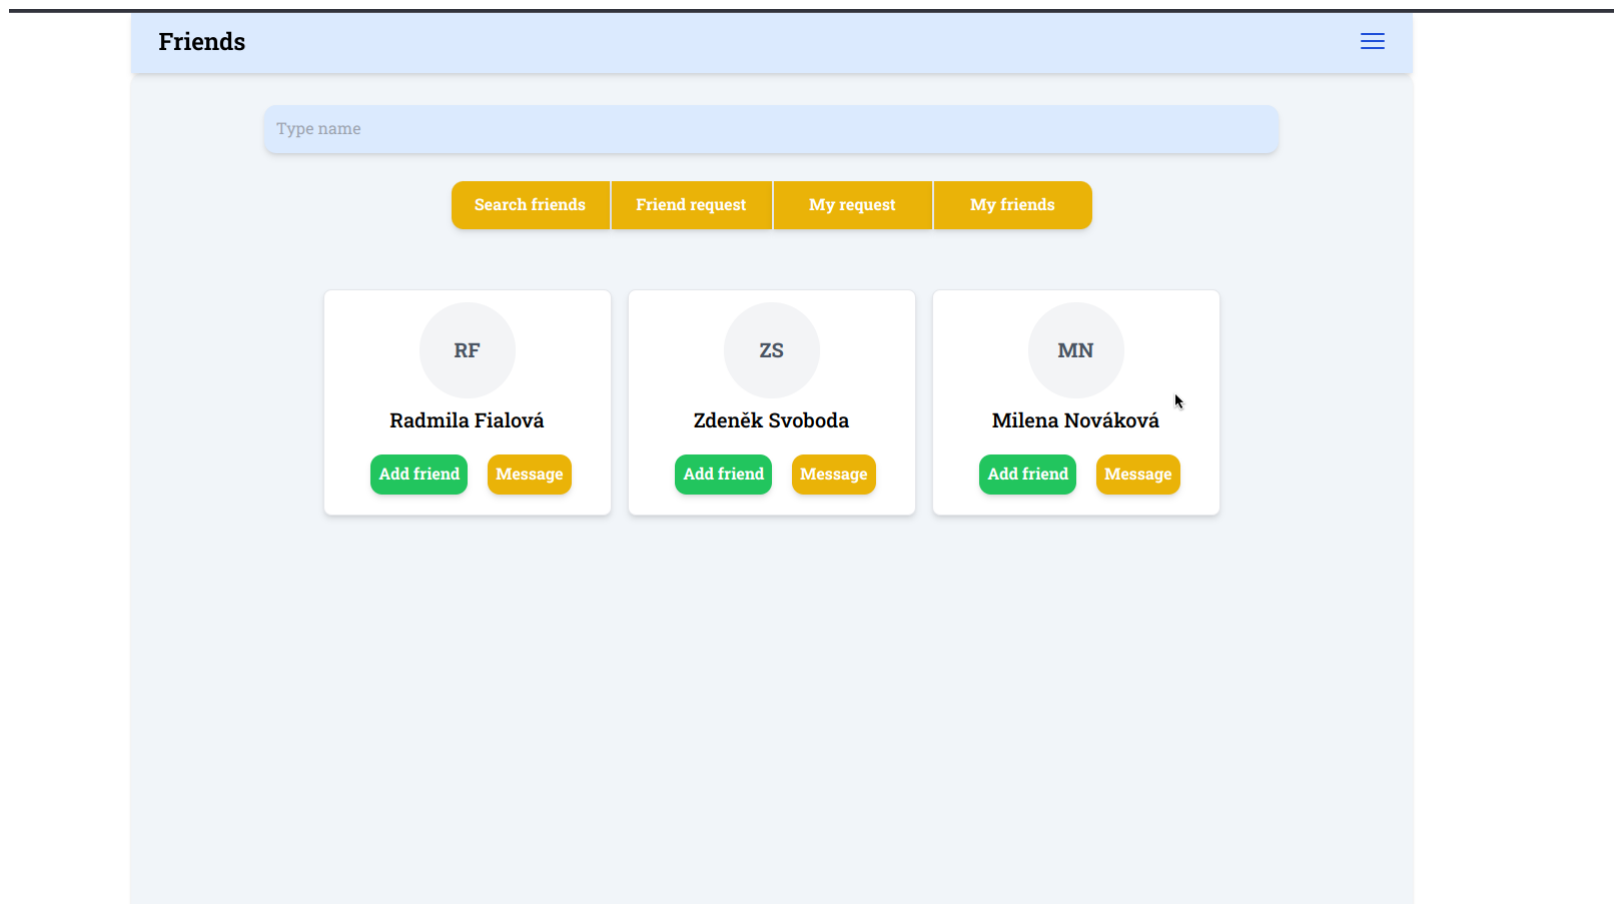 Friends
Type name
Search friends Friend request My request My friends
RF ZS MN
Radmila Fialová Zdeněk Svoboda Milena Nováková
Add friend Message Add friend Message Add friend Message